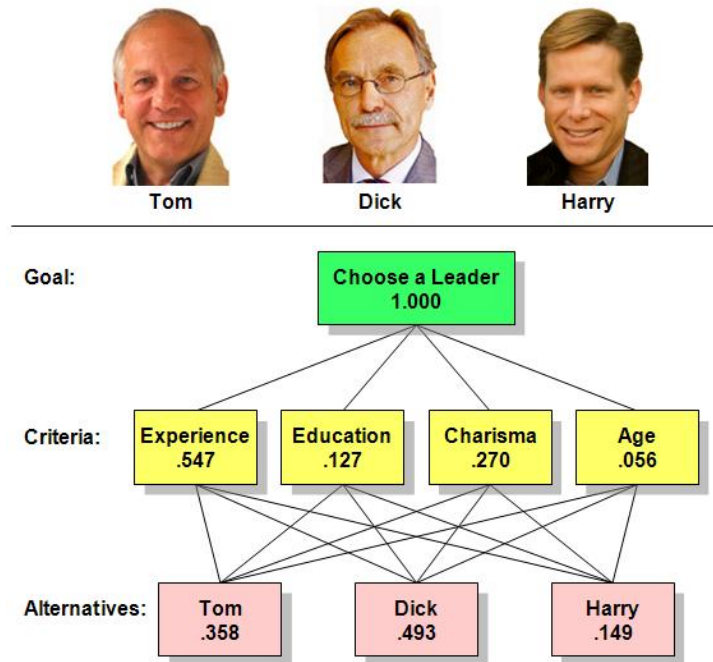 Tom Dick Harry
Goal: Choose a Leader
1.000
Criteria: Experience Education Charisma Age
.547 .127 .270 .056
Alternatives: Tom Dick Harry
.358 .493 .149